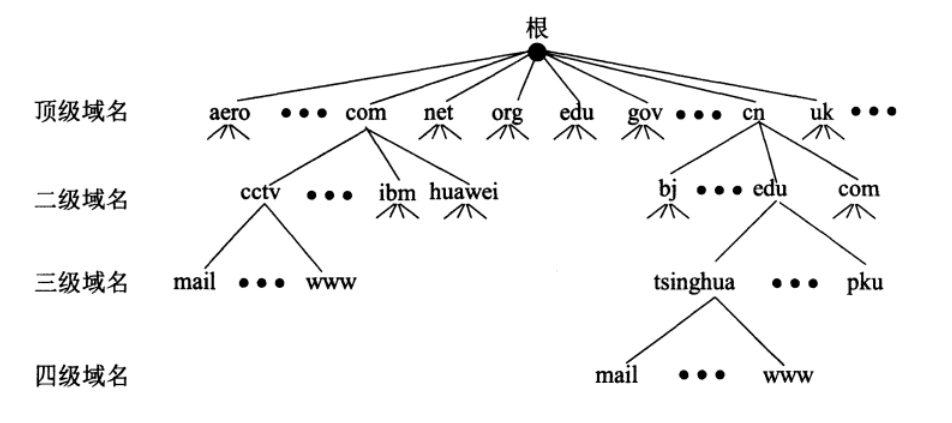 根
顶级域名 aero ••• com net org edu gov ••• cn uk •••
二级域名 cctv ••• ibm huawei bj ••• edu com
三级域名 mail ••• www tsinghua ••• pku
四级域名 mail ••• www